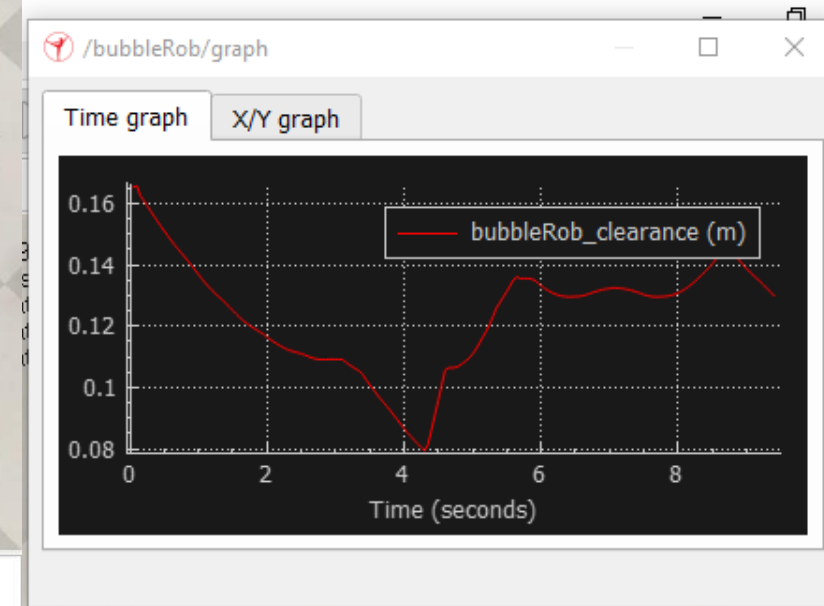 /bubbleRob/graph
Time graph
X/Y graph
0.16
bubbleRob_clearance (m)
0.14
0.12
0.1
0.08
0 2 4 6 8
Time (seconds)